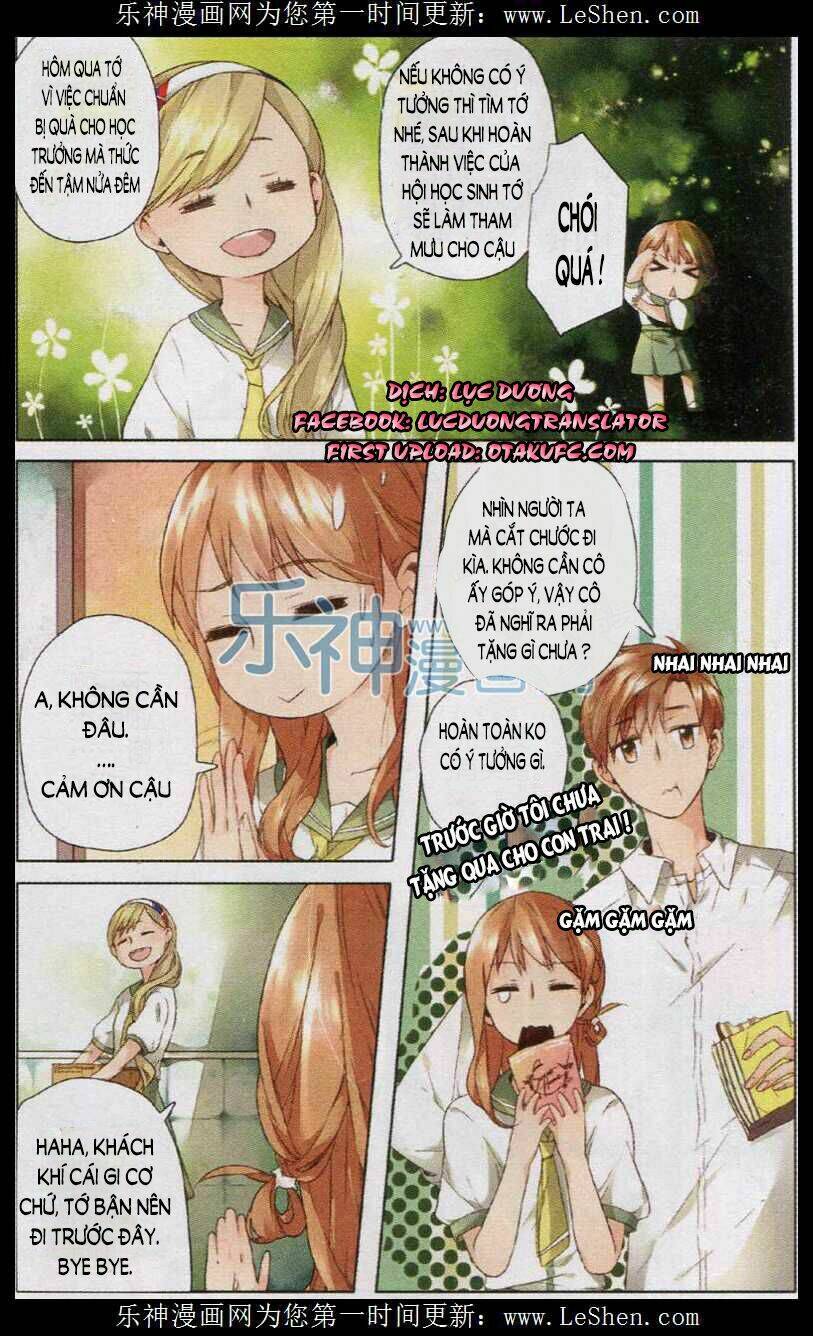 乐神漫画网为您第一时间更新：www.LeShen.com
HÔM QUA TỚ
VÌ VIỆC CHUẨN
BỊ QUÀ CHO HỌC
TRƯỞNG MÀ THỨC
ĐẾN TẬM NỬA ĐÊM
NẾU KHÔNG CÓ Ý
TƯỞNG THÌ TÌM TỚ
NHÉ, SAU KHI HOÀN
THÀNH VIỆC CỦA
HỘI HỌC SINH TỚ
SẼ LÀM THAM
MƯU CHO CẬU
CHÓI
QUÁ !
DỊCH: LỤC DƯƠNG
FACEBOOK: LUCDUONGTRANSLATOR
FIRST UPLOAD: OTAKUFC.COM
A, KHÔNG CẦN
ĐÂU.
....
CẢM ƠN CẬU
乐神漫
www
NHÌN NGƯỜI TA
MÀ CẮT CHƯỚC ĐI
KÌA. KHÔNG CẦN CÔ
ẤY GÓP Ý, VẬY CÔ
ĐÃ NGHĨ RA PHẢI
TẶNG GÌ CHƯA ?
NHAI NHAI NHAI
HOÀN TOÀN KO
CÓ Ý TƯỞNG GÌ.
TRƯỚC GIỜ TÔI CHƯA
TẶNG QUA CHO CON TRAI !
GẶM GẶM GẶM
HAHA, KHÁCH
KHÍ CÁI GI CƠ
CHỨ, TỚ BẬN NÊN
ĐI TRƯỚC ĐÂY.
BYE BYE.
乐神漫画网为您第一时间更新：www.LeShen.com